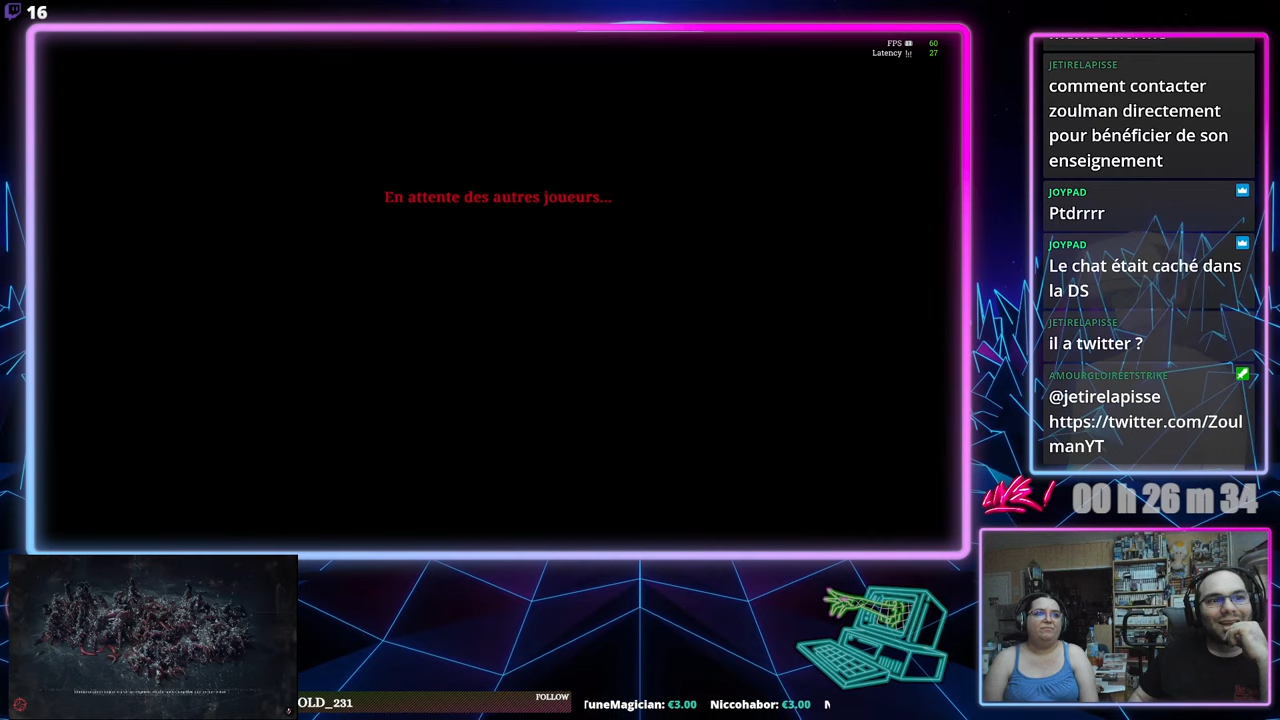 16
FPS 60
Latency 27
En attente des autres joueurs...
JETIRELAPISSE
comment contacter
zoulman directement
pour bénéficier de son
enseignement
JOYPAD
Ptdrrrr
JOYPAD
Le chat était caché dans
la DS
JETIRELAPISSE
il a twitter ?
AMOURGLOIREETSTRIKE
@jetirelapisse
https://twitter.com/Zoul
manYT
LIVE !
00 h 26 m 34
OLD_231
FOLLOW
TuneMagician: €3.00 Niccohabor: €3.00 N